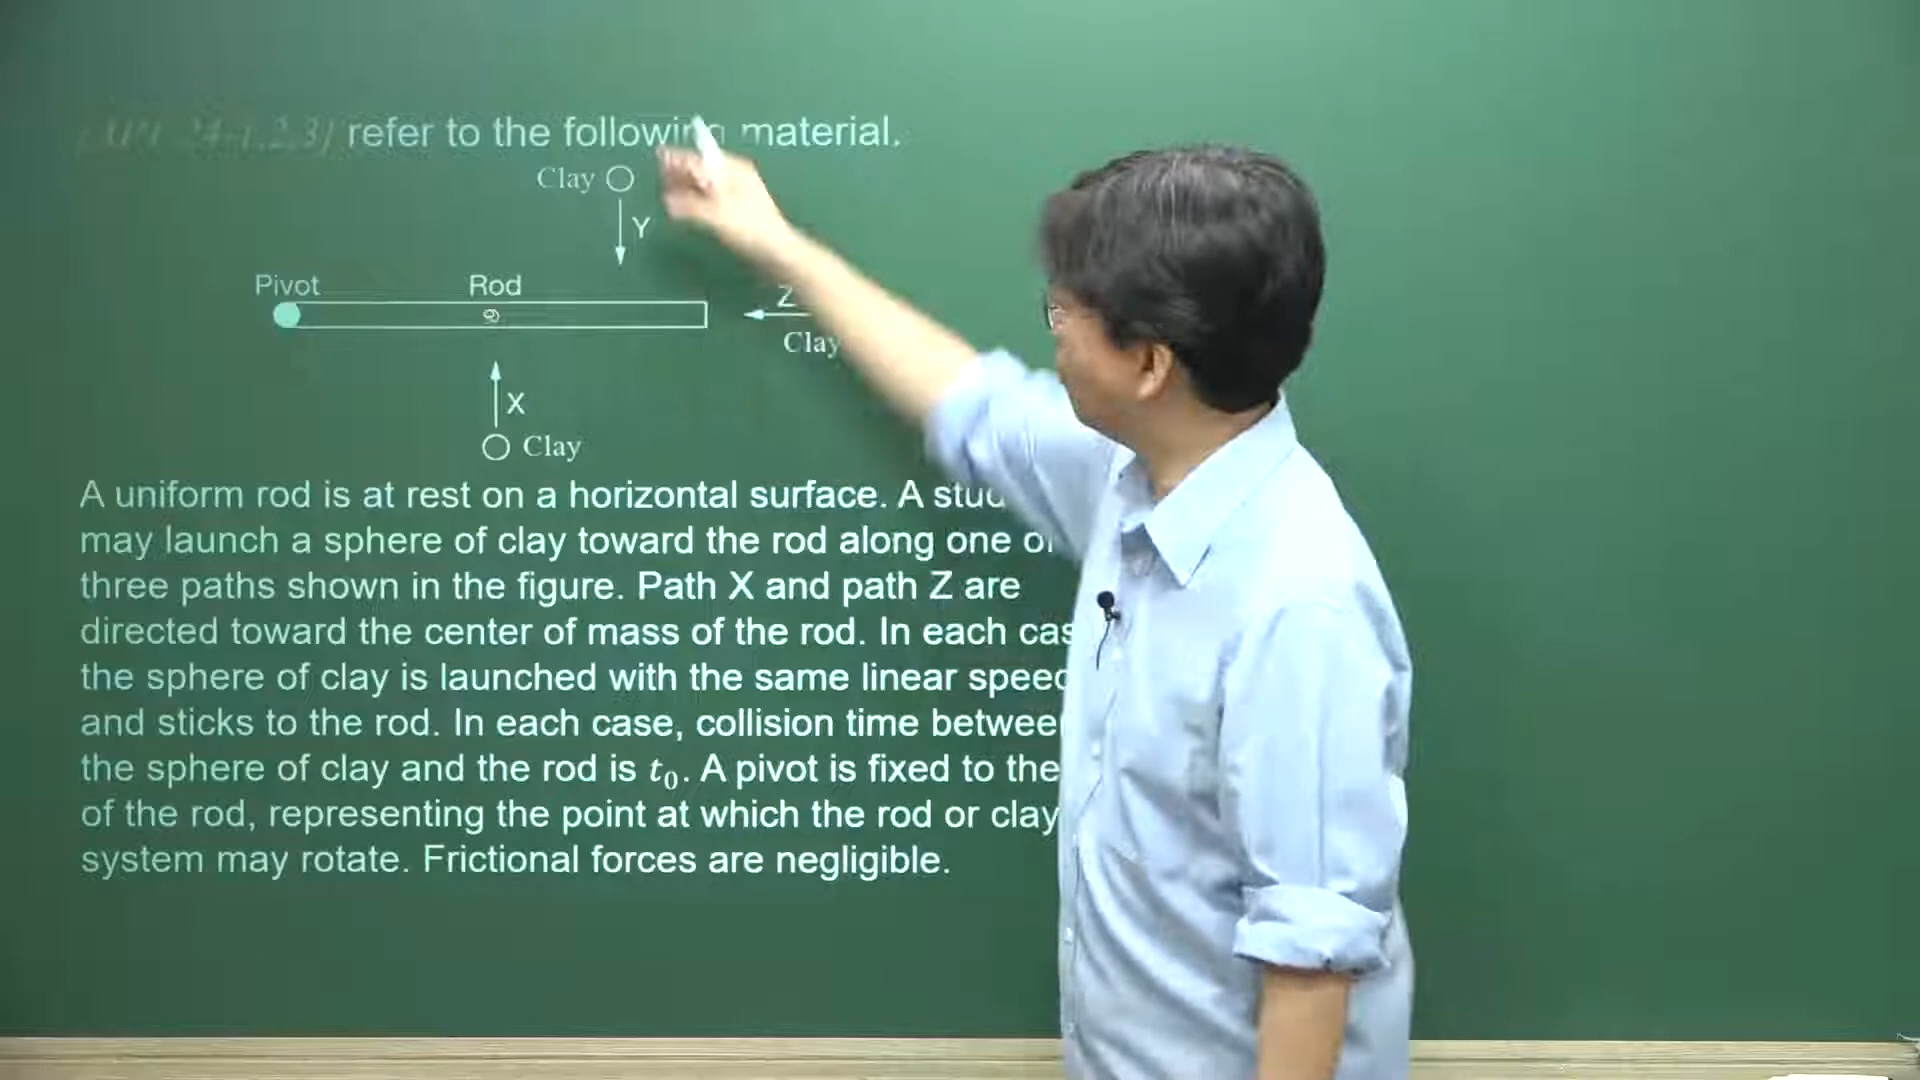 refer to the following material.
Clay
Y
Pivot
Rod
Z
Clay
X
Clay
A uniform rod is at rest on a horizontal surface. A
may launch a sphere of clay toward the rod along one
three paths shown in the figure. Path X and path Z are
directed toward the center of mass of the rod. In each
the sphere of clay is launched with the same linear
and sticks to the rod. In each case, collision time
the sphere of clay and the rod is t₀. A pivot is fixed to the
of the rod, representing the point at which the rod or clay
system may rotate. Frictional forces are negligible.